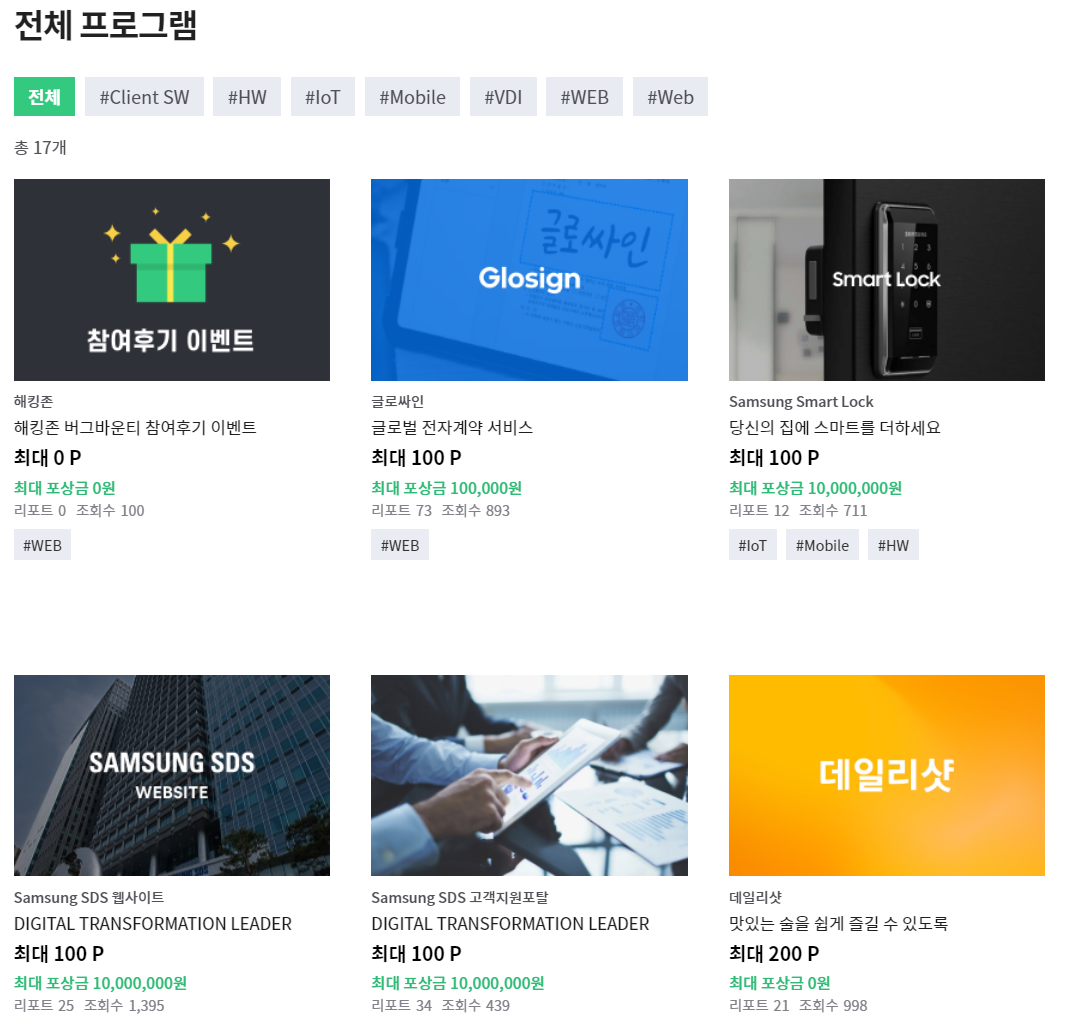 전체 프로그램
전체 #Client SW #HW #IoT #Mobile #VDI #WEB #Web
총 17개
참여후기 이벤트
해킹존
해킹존 버그바운티 참여후기 이벤트
최대 0 P
최대 포상금 0원
리포트 0 조회수 100
#WEB
글로싸인
Glosign
글로싸인
글로벌 전자계약 서비스
최대 100 P
최대 포상금 100,000원
리포트 73 조회수 893
#WEB
SAMSUNG
1 2 3
4 5 6
7 8 9
Smart Lock
Samsung Smart Lock
당신의 집에 스마트를 더하세요
최대 100 P
최대 포상금 10,000,000원
리포트 12 조회수 711
#IoT #Mobile #HW
SAMSUNG SDS
WEBSITE
SAMSUNG SDS
Samsung SDS 웹사이트
DIGITAL TRANSFORMATION LEADER
최대 100 P
최대 포상금 10,000,000원
리포트 25 조회수 1,395
Samsung SDS 고객지원포탈
DIGITAL TRANSFORMATION LEADER
최대 100 P
최대 포상금 10,000,000원
리포트 34 조회수 439
데일리샷
데일리샷
맛있는 술을 쉽게 즐길 수 있도록
최대 200 P
최대 포상금 0원
리포트 21 조회수 998